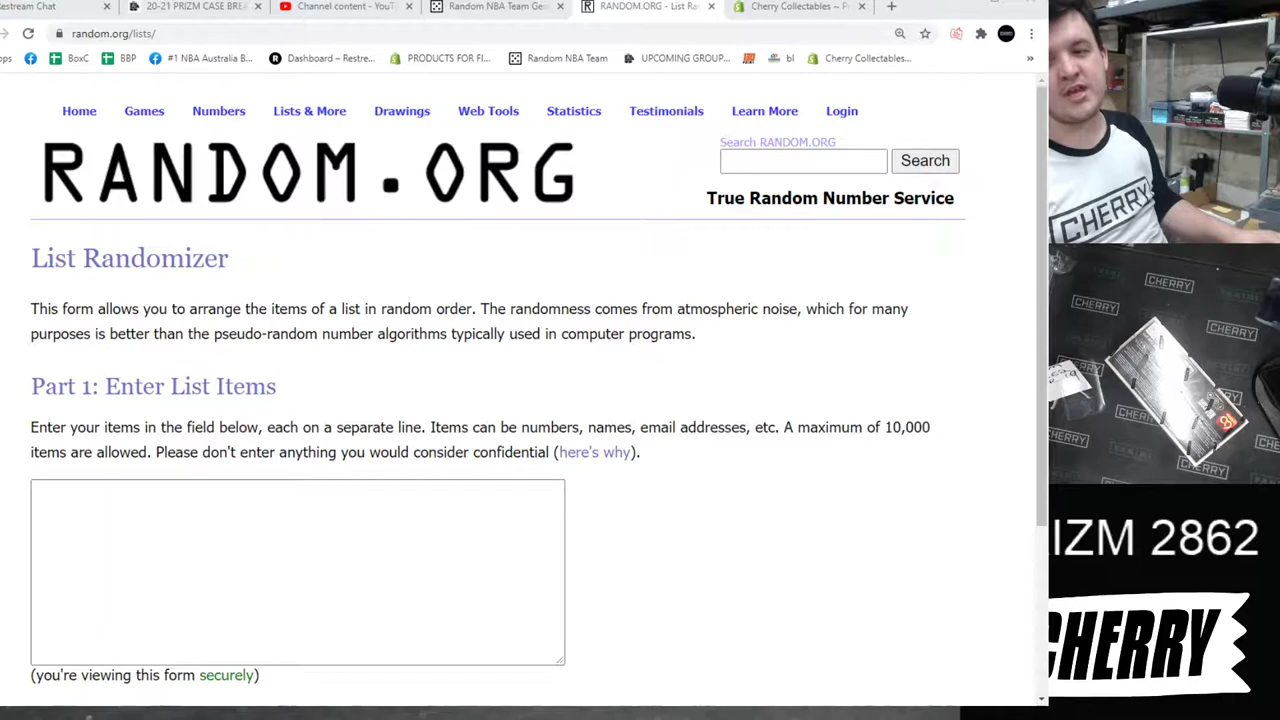 estream Chat
20-21 PRIZM CASE BREA
Channel content - YouT
Random NBA Team Gen
RANDOM.ORG - List Ra
Cherry Collectables – P
random.org/lists/
pps
BoxC
BBP
#1 NBA Australia B...
Dashboard – Restre...
PRODUCTS FOR FI...
Random NBA Team
UPCOMING GROUP...
bl
Cherry Collectables...
Home Games Numbers Lists & More Drawings Web Tools Statistics Testimonials Learn More Login
RANDOM.ORG
Search RANDOM.ORG
Search
True Random Number Service
List Randomizer
This form allows you to arrange the items of a list in random order. The randomness comes from atmospheric noise, which for many
purposes is better than the pseudo-random number algorithms typically used in computer programs.
Part 1: Enter List Items
Enter your items in the field below, each on a separate line. Items can be numbers, names, email addresses, etc. A maximum of 10,000
items are allowed. Please don't enter anything you would consider confidential (here's why).
(you're viewing this form securely)
CHERRY
CHERRY
CHERRY
CHERRY
CHERRY
CHERRY
CHERRY
CHERRY
IZM 2862
CHERRY